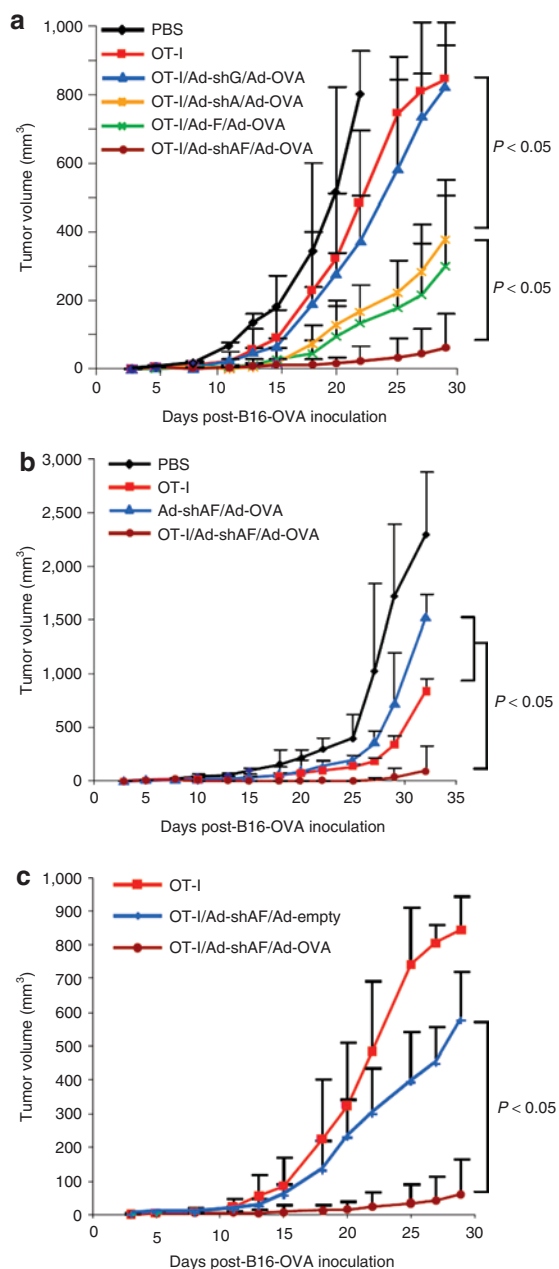 a
PBS
OT-I
OT-I/Ad-shG/Ad-OVA
OT-I/Ad-shA/Ad-OVA
OT-I/Ad-F/Ad-OVA
OT-I/Ad-shAF/Ad-OVA
1,000
800
600
400
200
0
Tumor volume (mm³)
P < 0.05
P < 0.05
0 5 10 15 20 25 30
Days post-B16-OVA inoculation
b
PBS
OT-I
Ad-shAF/Ad-OVA
OT-I/Ad-shAF/Ad-OVA
3,000
2,500
2,000
1,500
1,000
500
0
Tumor volume (mm³)
P < 0.05
0 5 10 15 20 25 30 35
Days post-B16-OVA inoculation
c
OT-I
OT-I/Ad-shAF/Ad-empty
OT-I/Ad-shAF/Ad-OVA
1,000
900
800
700
600
500
400
300
200
100
0
Tumor volume (mm³)
P < 0.05
0 5 10 15 20 25 30
Days post-B16-OVA inoculation